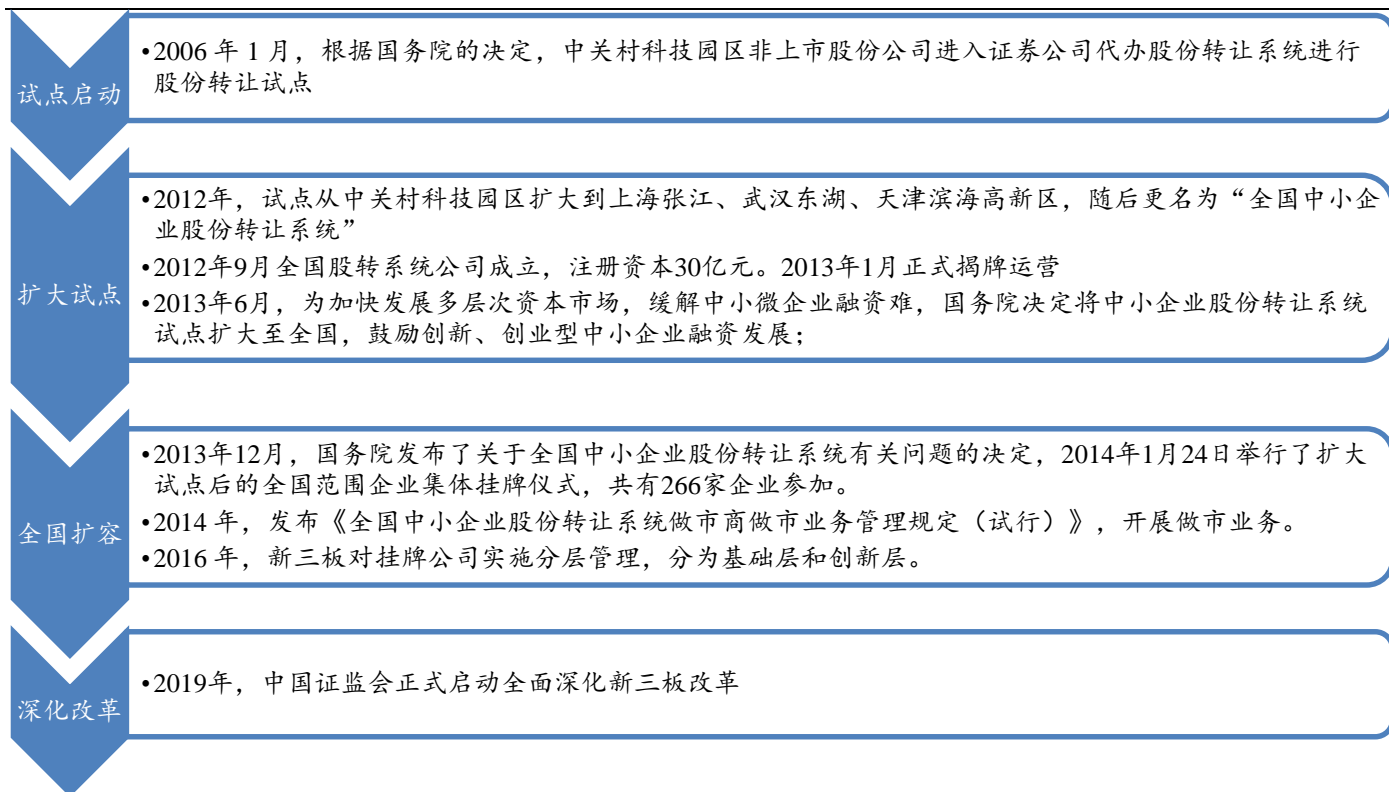 试点启动
•2006 年 1 月，根据国务院的决定，中关村科技园区非上市股份公司进入证券公司代办股份转让系统进行
股份转让试点
扩大试点
•2012年，试点从中关村科技园区扩大到上海张江、武汉东湖、天津滨海高新区，随后更名为“全国中小企
业股份转让系统”
•2012年9月全国股转系统公司成立，注册资本30亿元。2013年1月正式揭牌运营
•2013年6月，为加快发展多层次资本市场，缓解中小微企业融资难，国务院决定将中小企业股份转让系统
试点扩大至全国，鼓励创新、创业型中小企业融资发展；
全国扩容
•2013年12月，国务院发布了关于全国中小企业股份转让系统有关问题的决定，2014年1月24日举行了扩大
试点后的全国范围企业集体挂牌仪式，共有266家企业参加。
•2014 年，发布《全国中小企业股份转让系统做市商做市业务管理规定（试行）》，开展做市业务。
•2016 年，新三板对挂牌公司实施分层管理，分为基础层和创新层。
深化改革
•2019年，中国证监会正式启动全面深化新三板改革